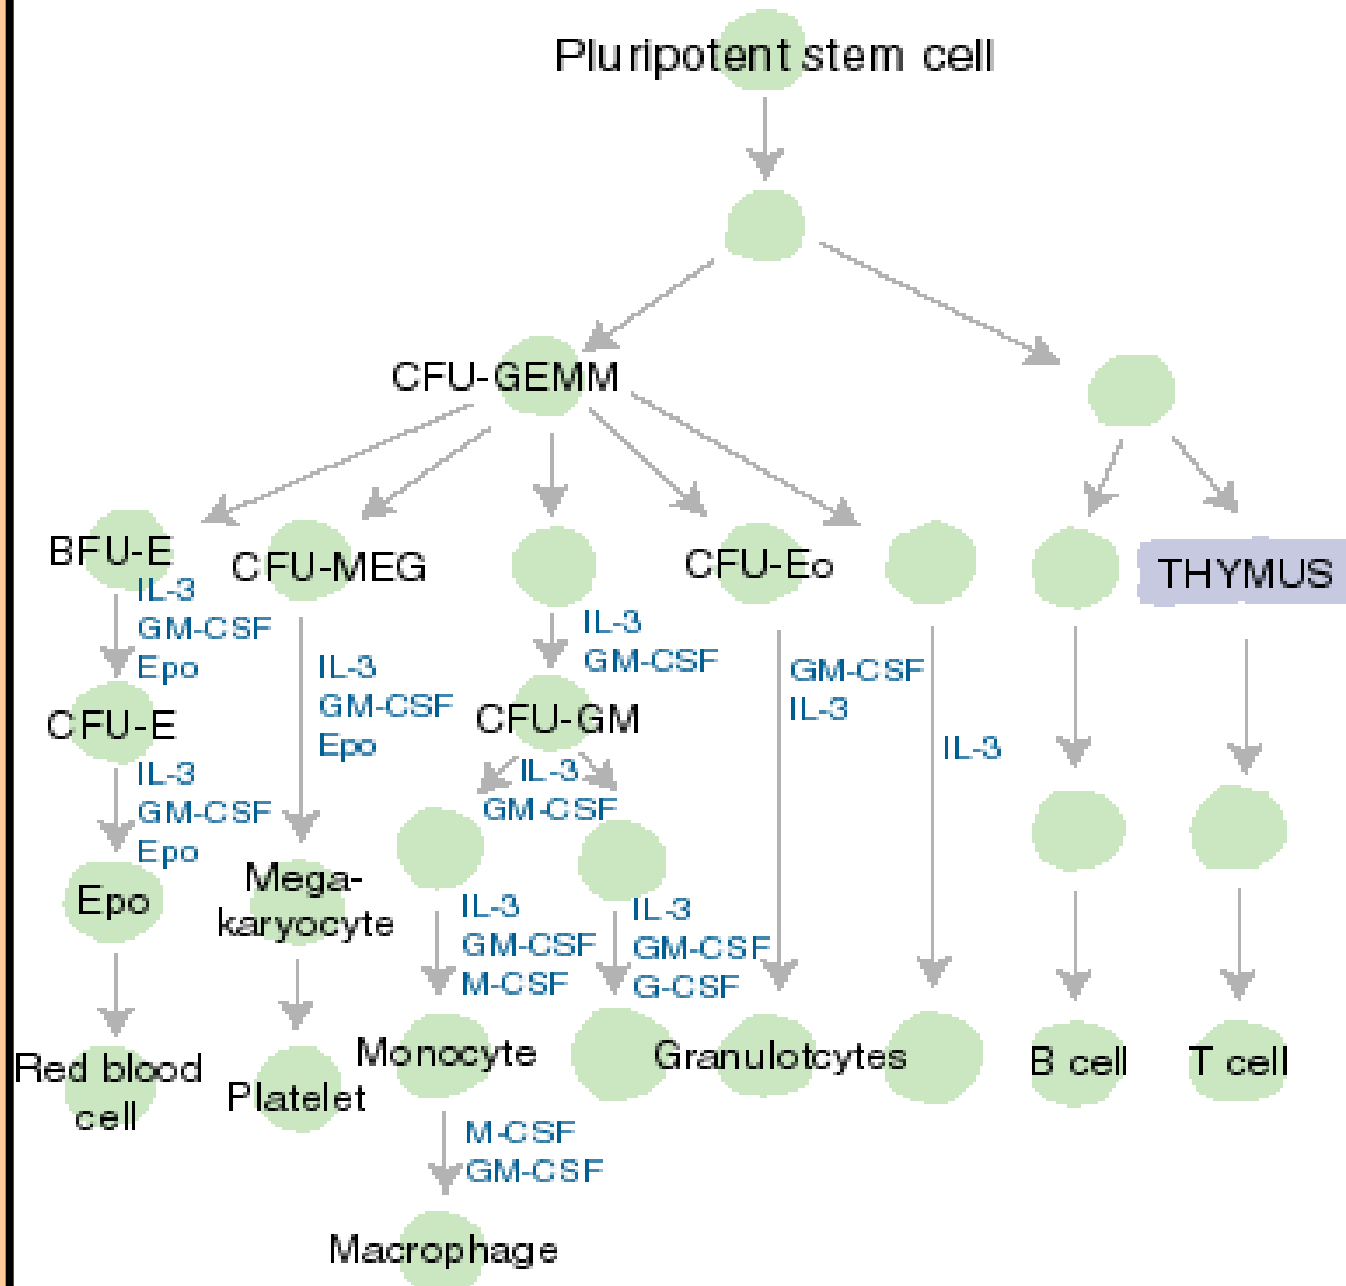 Pluripotent stem cell
CFU-GEMM
BFU-E
CFU-MEG
CFU-Eo
THYMUS
IL-3
GM-CSF
Epo
IL-3
GM-CSF
Epo
IL-3
GM-CSF
GM-CSF
IL-3
IL-3
CFU-E
CFU-GM
IL-3
GM-CSF
Epo
IL-3
GM-CSF
Epo
Mega-
karyocyte
IL-3
GM-CSF
M-CSF
IL-3
GM-CSF
G-CSF
Red blood
cell
Platelet
Monocyte
Granulotcytes
B cell
T cell
M-CSF
GM-CSF
Macrophage